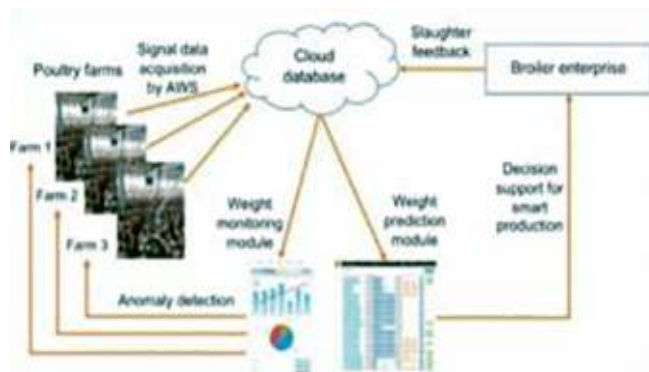 Poultry farms
Signal data
acquisition
by AWS
Cloud
database
Slaughter
feedback
Broiler enterprise
Farm 1
Farm 2
Farm 3
Weight
monitoring
module
Weight
prediction
module
Decision
support for
smart
production
Anomaly detection